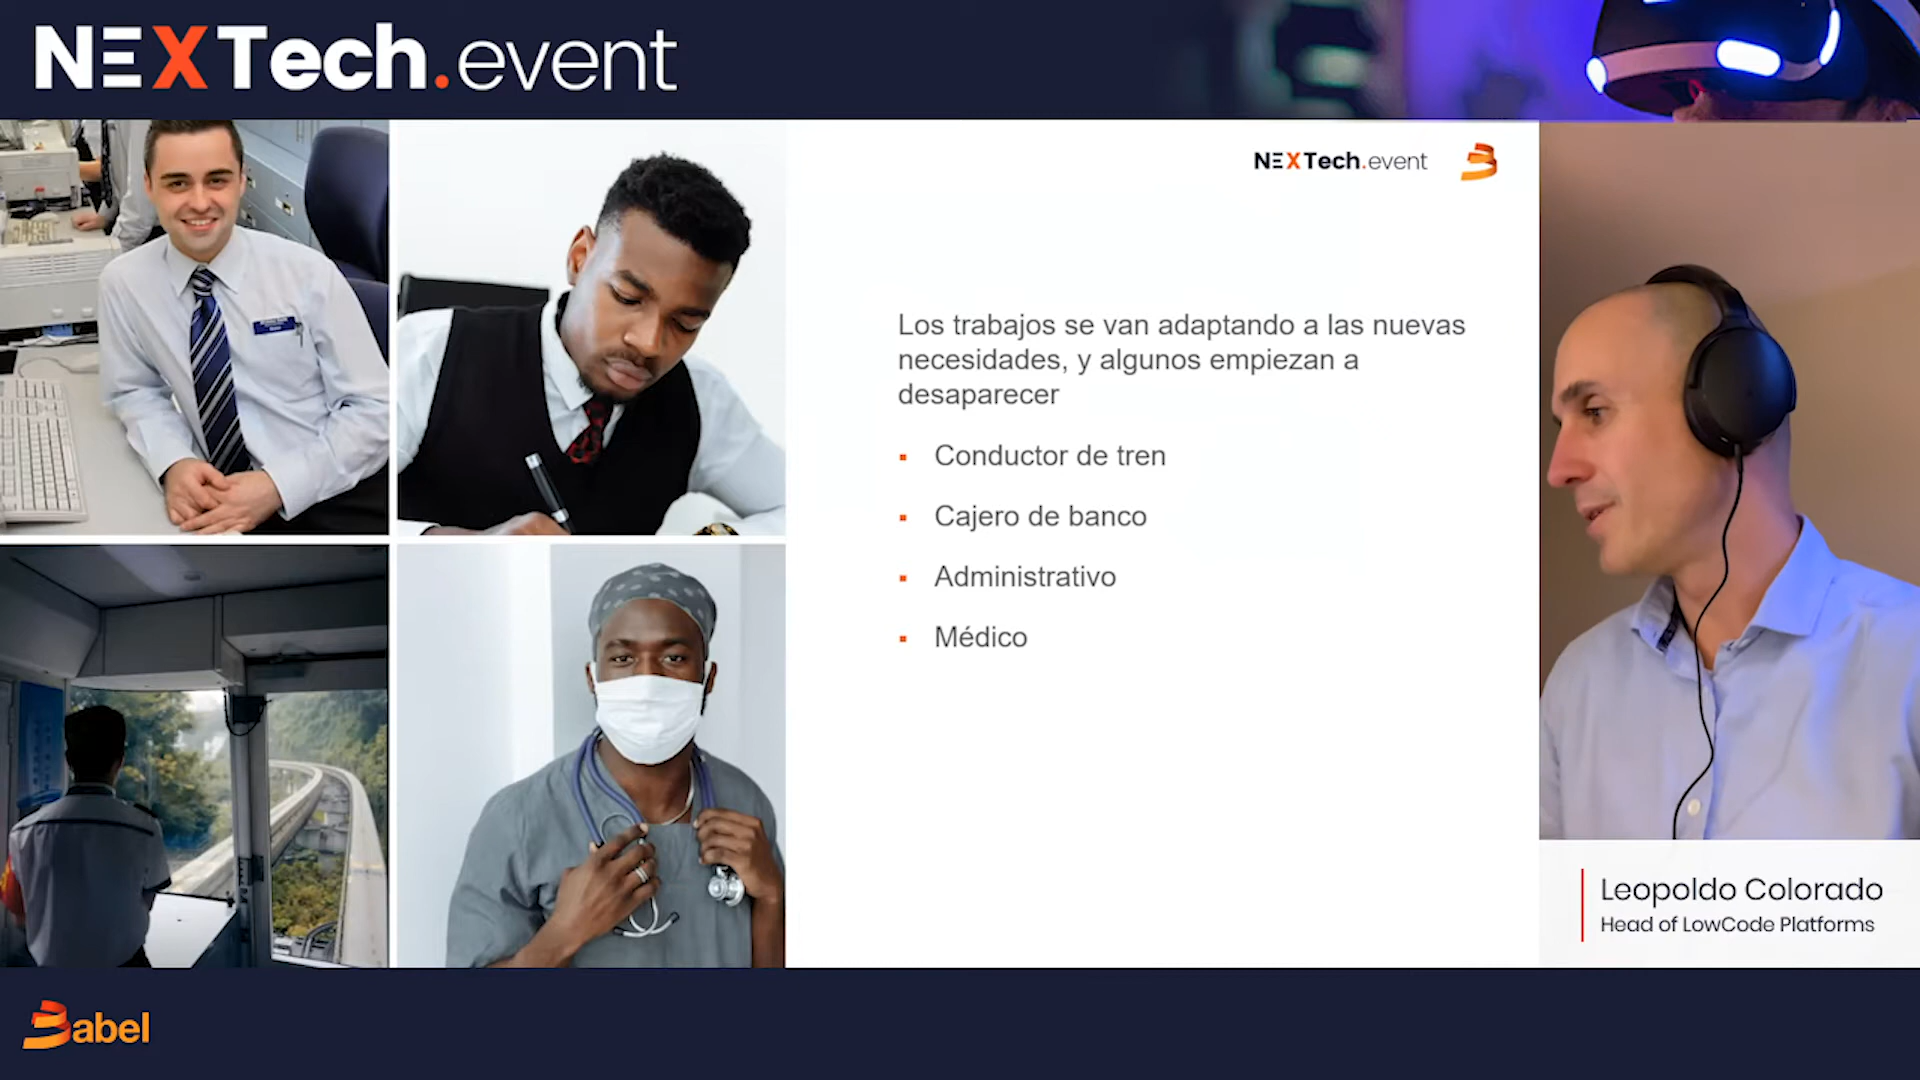 NEXTech.event
NEXTech.event
Los trabajos se van adaptando a las nuevas
necesidades, y algunos empiezan a
desaparecer
▪ Conductor de tren
▪ Cajero de banco
▪ Administrativo
▪ Médico
Leopoldo Colorado
Head of LowCode Platforms
Babel